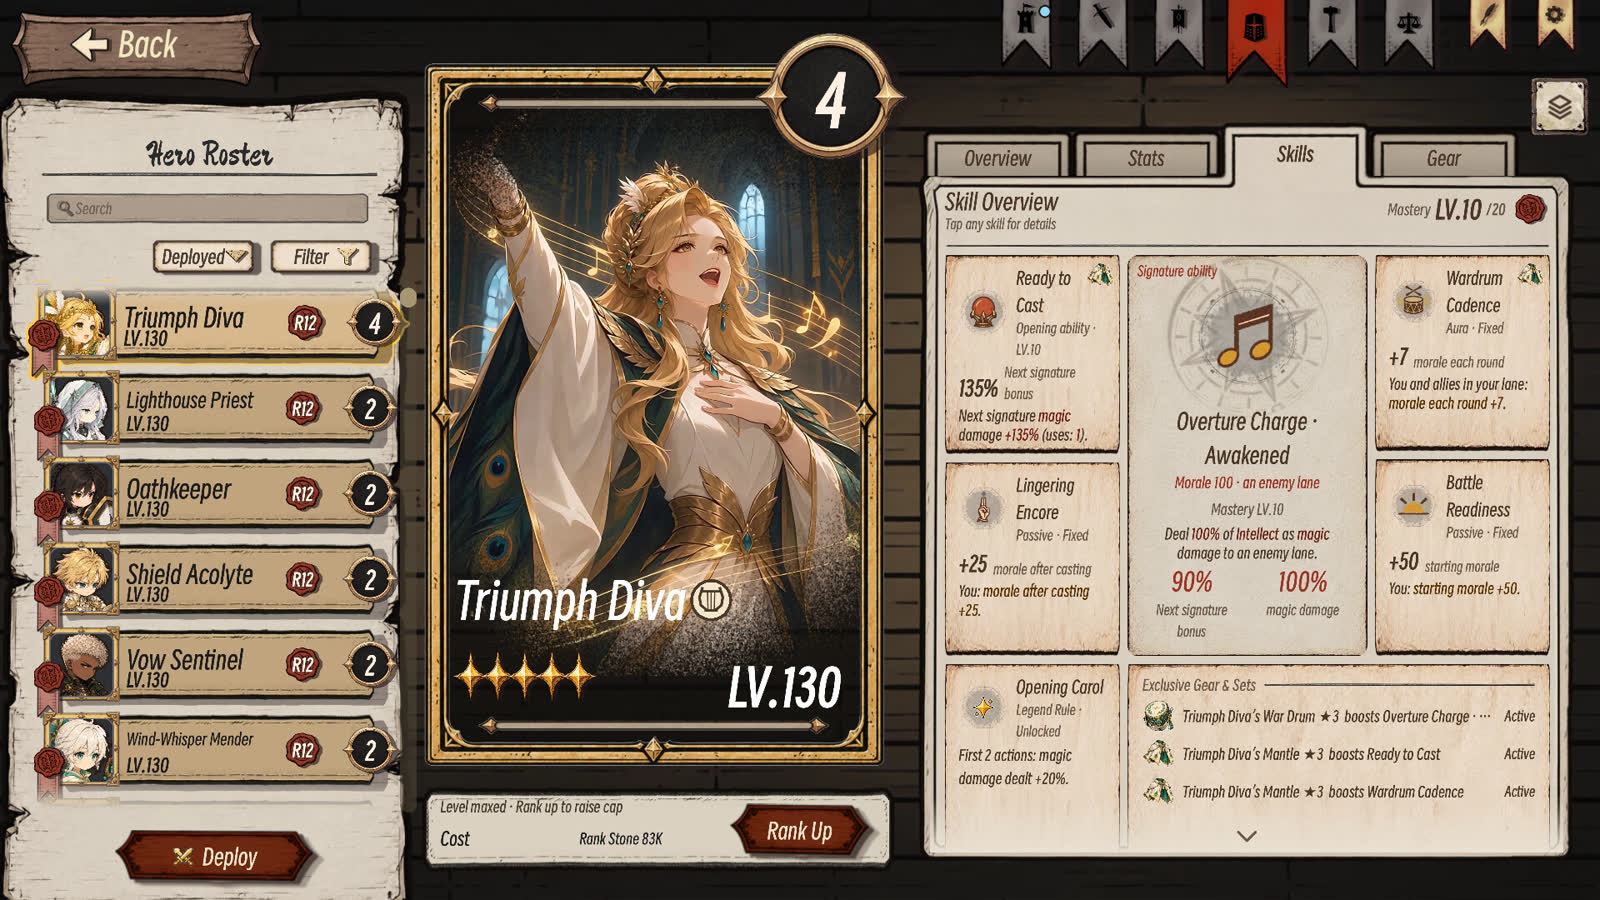 Back
Hero Roster
Search
Deployed
Filter
Triumph Diva
LV.130
R12
4
Lighthouse Priest
LV.130
R12
2
Oathkeeper
LV.130
R12
2
Shield Acolyte
LV.130
R12
2
Vow Sentinel
LV.130
R12
2
Wind-Whisper Mender
LV.130
R12
2
Deploy
4
Triumph Diva
LV.130
Level maxed · Rank up to raise cap
Cost
Rank Stone 83K
Rank Up
Overview
Stats
Skills
Gear
Skill Overview
Tap any skill for details
Mastery LV.10 /20
Ready to
Cast
Opening ability ·
LV.10
135% Next signature
bonus
Next signature magic
damage +135% (uses: 1).
Lingering
Encore
Passive · Fixed
+25 morale after casting
You: morale after casting
+25.
Opening Carol
Legend Rule ·
Unlocked
First 2 actions: magic
damage dealt +20%.
Signature ability
Overture Charge ·
Awakened
Morale 100 · an enemy lane
Mastery LV.10
Deal 100% of Intellect as magic
damage to an enemy lane.
90%
Next signature
bonus
100%
magic damage
Wardrum
Cadence
Aura · Fixed
+7 morale each round
You and allies in your lane:
morale each round +7.
Battle
Readiness
Passive · Fixed
+50 starting morale
You: starting morale +50.
Exclusive Gear & Sets
Triumph Diva's War Drum ★3 boosts Overture Charge · ··· Active
Triumph Diva's Mantle ★3 boosts Ready to Cast Active
Triumph Diva's Mantle ★3 boosts Wardrum Cadence Active